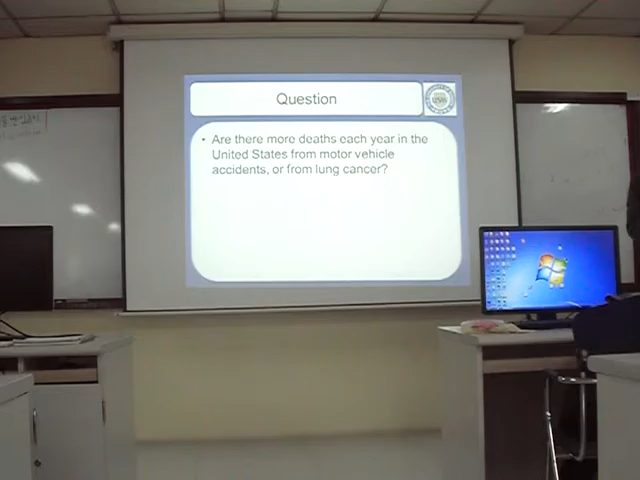 Question
• Are there more deaths each year in the
United States from motor vehicle
accidents, or from lung cancer?